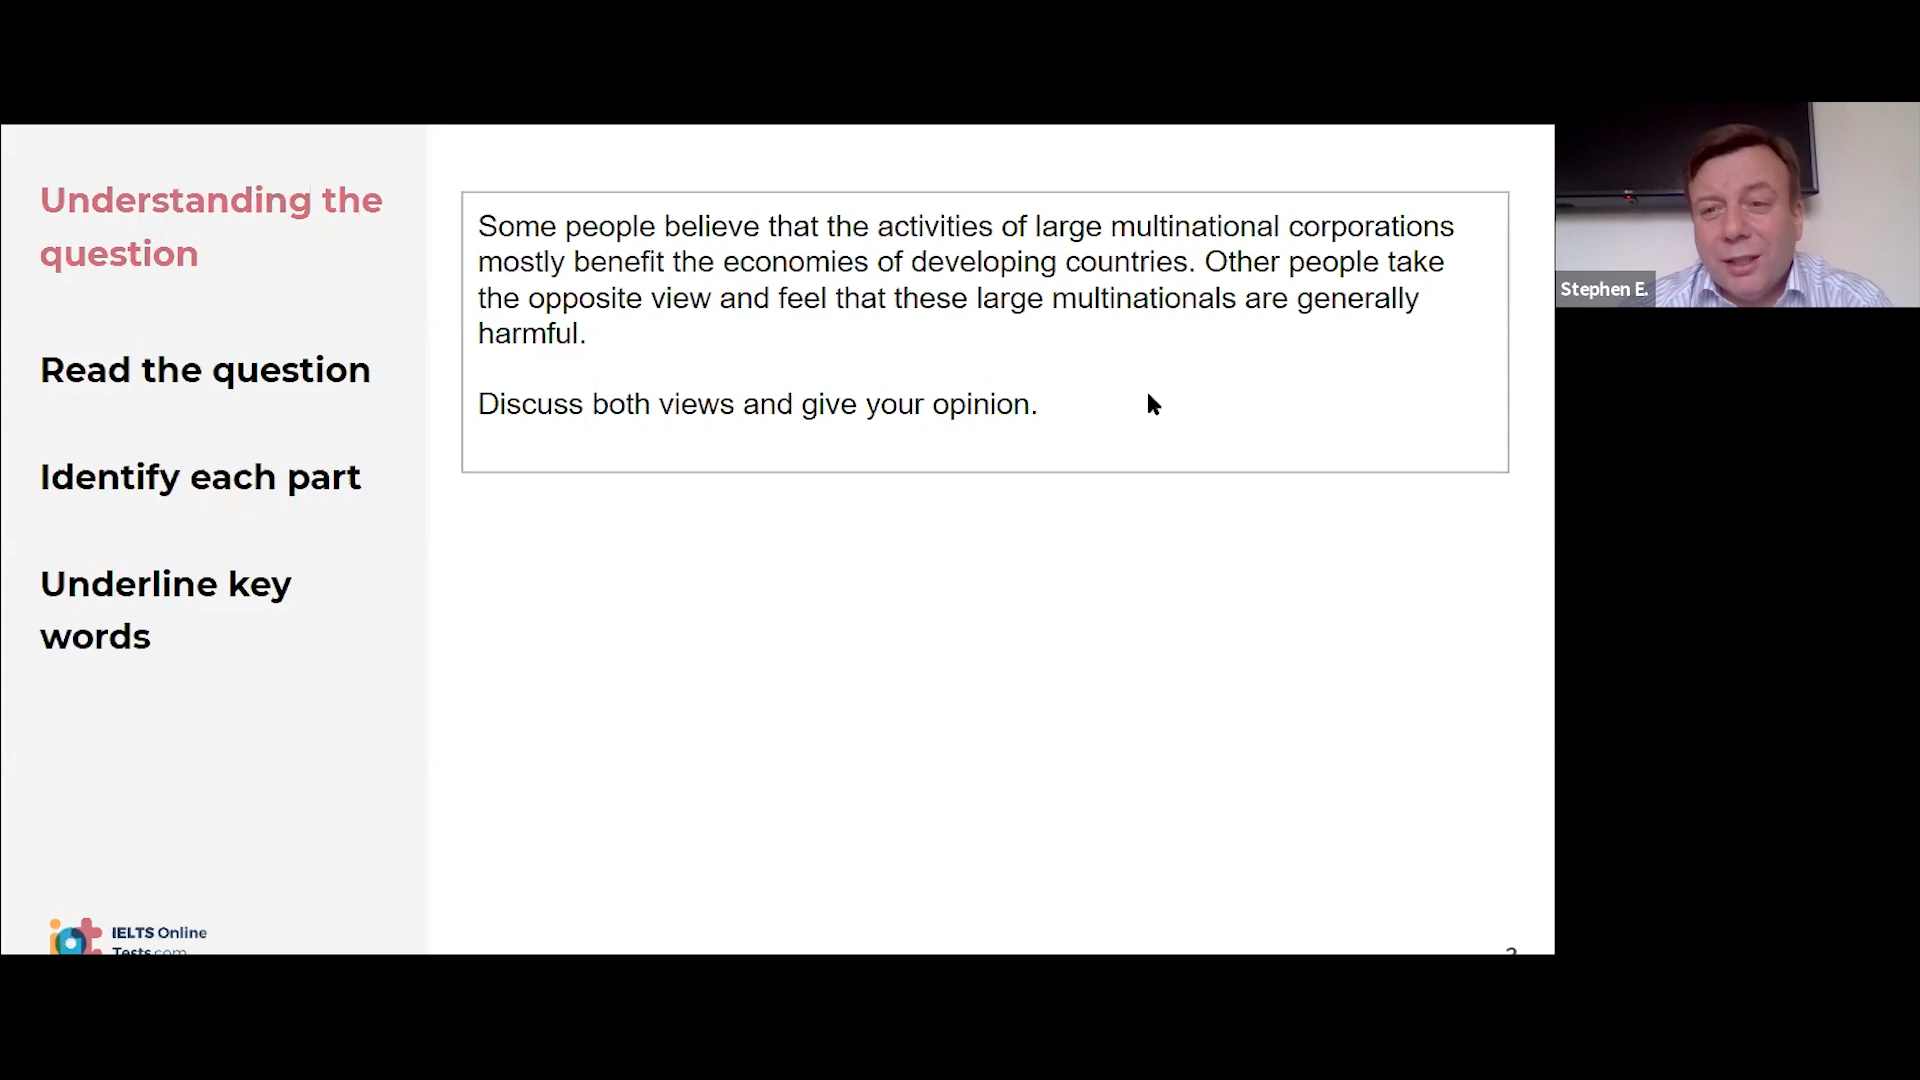 Understanding the
question
Read the question
Identify each part
Underline key
words
Some people believe that the activities of large multinational corporations
mostly benefit the economies of developing countries. Other people take
the opposite view and feel that these large multinationals are generally
harmful.
Discuss both views and give your opinion.
Stephen E.
IELTS Online
Tests.com